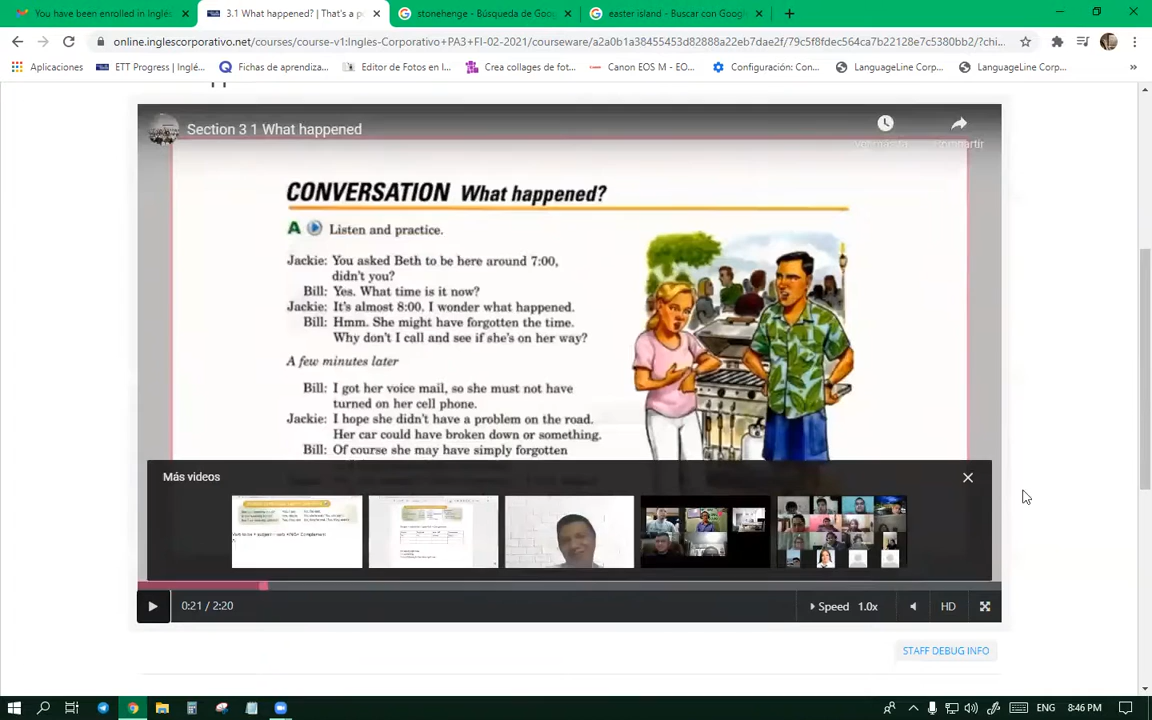 You have been enrolled in Inglés
3.1 What happened? | That's a p
stonehenge - Búsqueda de Goo
easter island - Buscar con Google
online.inglescorporativo.net/courses/course-v1:Ingles-Corporativo+PA3+FI-02-2021/courseware/a2a0b1a38455453d82888a22eb7dae2f/79c5f8fdec564ca7b22128e7c5380bb2/?chi...
Aplicaciones
ETT Progress | Inglé...
Fichas de aprendiza...
Editor de Fotos en l...
Crea collages de fot...
Canon EOS M - EO...
Configuración: Con...
LanguageLine Corp...
LanguageLine Corp...
Section 3 1 What happened
CONVERSATION What happened?
A Listen and practice.
Jackie: You asked Beth to be here around 7:00,
didn't you?
Bill: Yes. What time is it now?
Jackie: It's almost 8:00. I wonder what happened.
Bill: Hmm. She might have forgotten the time.
Why don't I call and see if she's on her way?
A few minutes later
Bill: I got her voice mail, so she must not have
turned on her cell phone.
Jackie: I hope she didn't have a problem on the road.
Her car could have broken down or something.
Bill: Of course she may have simply forgotten
Más videos
0:21 / 2:20
Speed 1.0x
HD
STAFF DEBUG INFO
ENG
8:46 PM